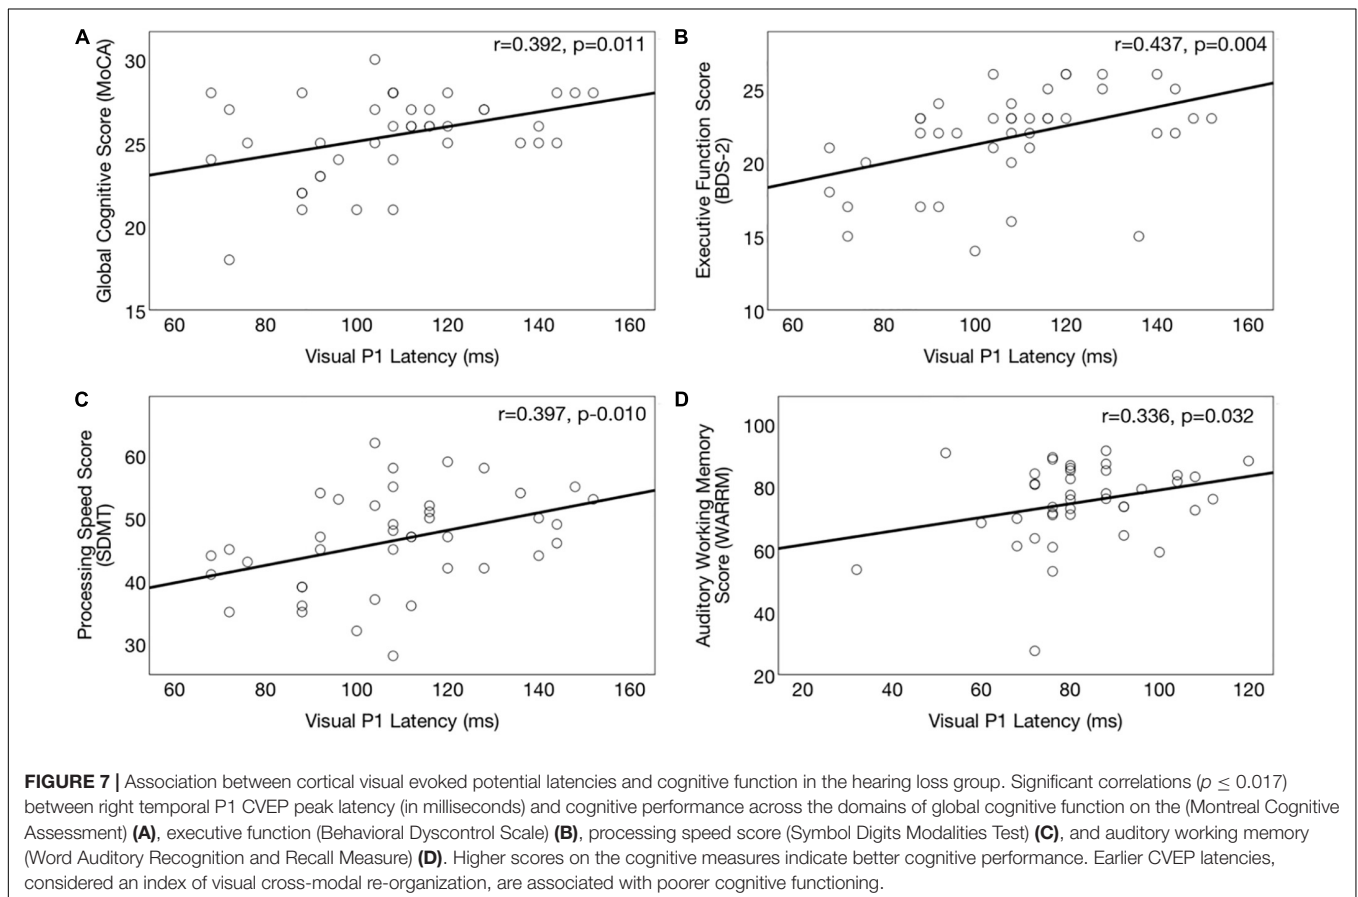 A
r=0.392, p=0.011
Global Cognitive Score (MoCA)
30
25
20
15
60 80 100 120 140 160
Visual P1 Latency (ms)
B
r=0.437, p=0.004
Executive Function Score
(BDS-2)
25
20
15
10
60 80 100 120 140 160
Visual P1 Latency (ms)
C
r=0.397, p-0.010
Processing Speed Score
(SDMT)
60
50
40
30
60 80 100 120 140 160
Visual P1 Latency (ms)
D
r=0.336, p=0.032
Auditory Working Memory
Score (WARRM)
100
80
60
40
20
20 40 60 80 100 120
Visual P1 Latency (ms)
FIGURE 7 | Association between cortical visual evoked potential latencies and cognitive function in the hearing loss group. Significant correlations (p ≤ 0.017)
between right temporal P1 CVEP peak latency (in milliseconds) and cognitive performance across the domains of global cognitive function on the (Montreal Cognitive
Assessment) (A), executive function (Behavioral Dyscontrol Scale) (B), processing speed score (Symbol Digits Modalities Test) (C), and auditory working memory
(Word Auditory Recognition and Recall Measure) (D). Higher scores on the cognitive measures indicate better cognitive performance. Earlier CVEP latencies,
considered an index of visual cross-modal re-organization, are associated with poorer cognitive functioning.